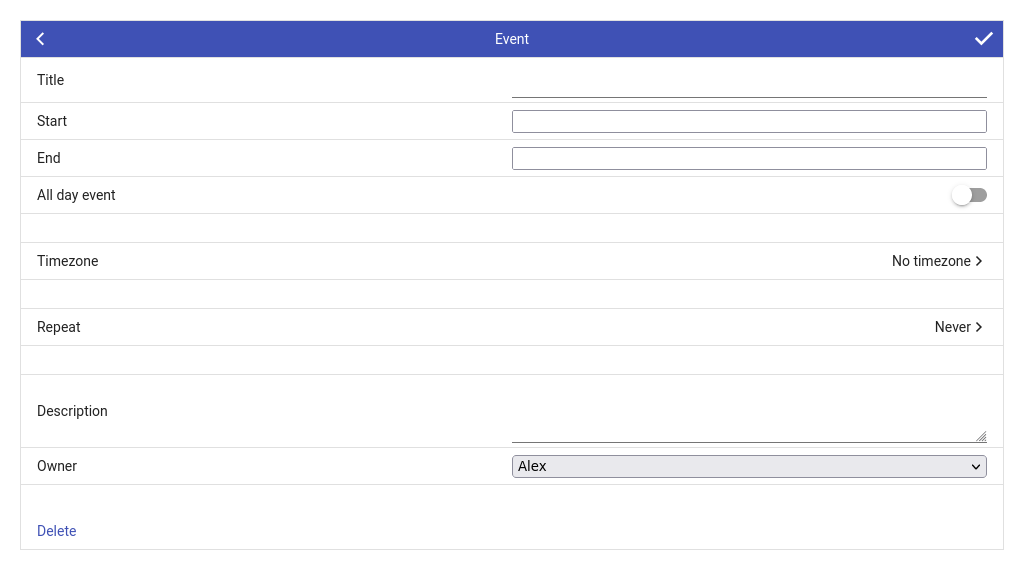 Event
Title
Start
End
All day event
Timezone No timezone
Repeat Never
Description
Owner Alex
Delete